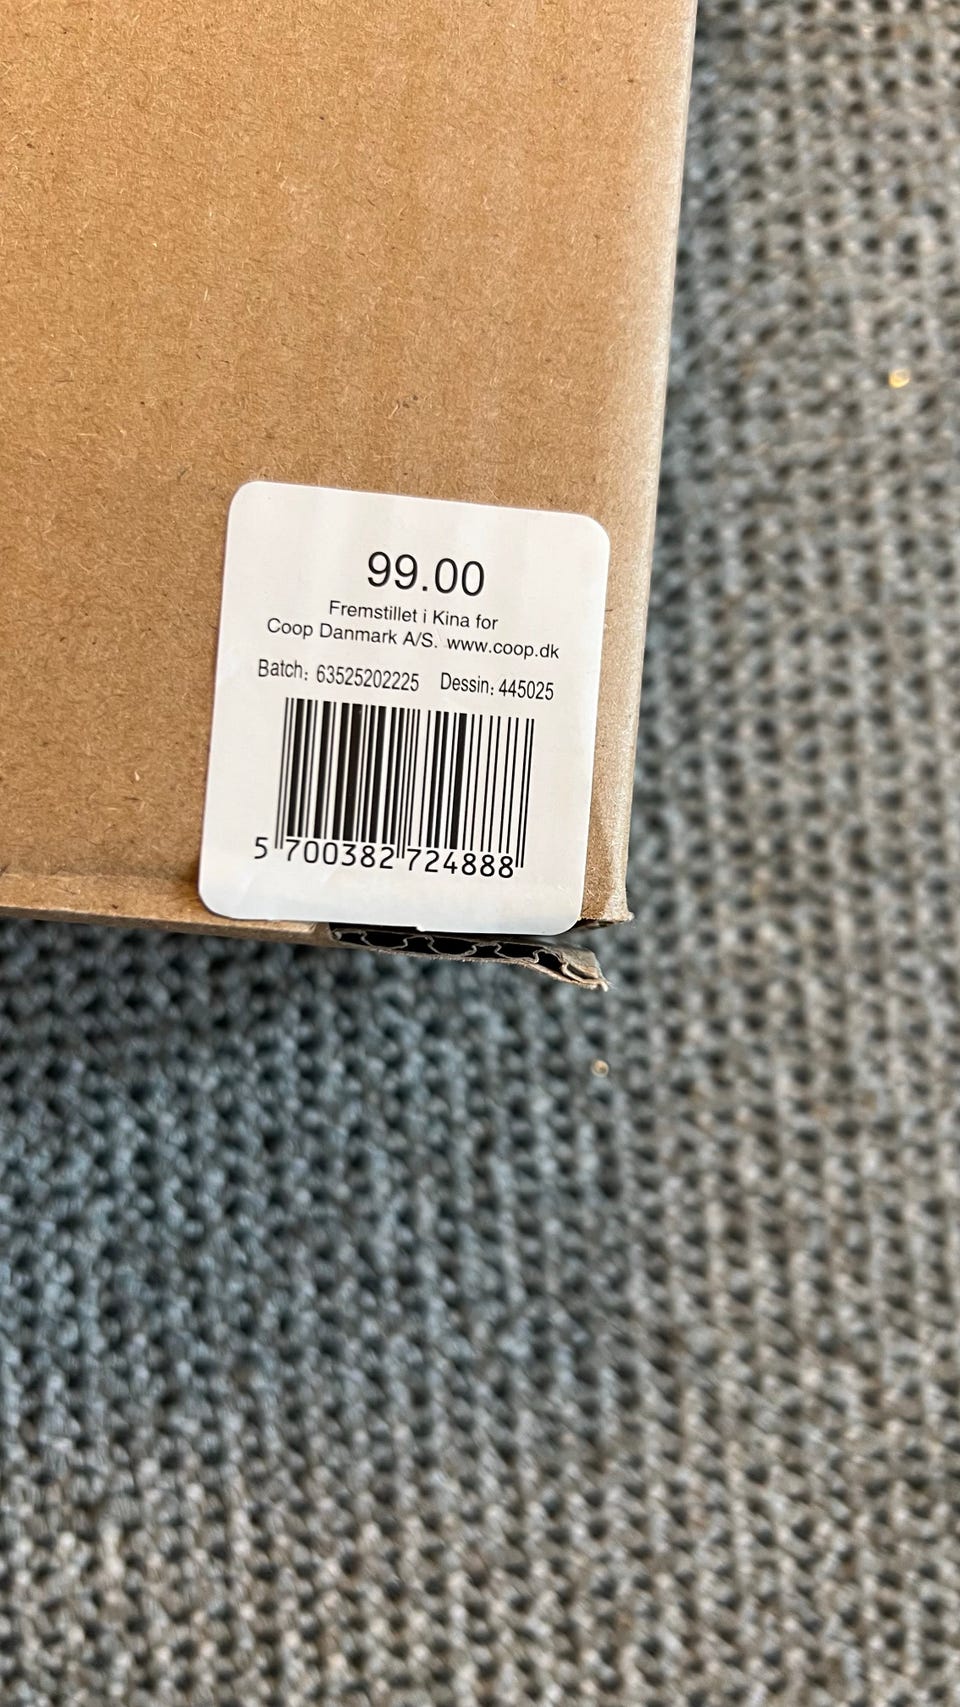 99.00
Fremstillet i Kina for
Coop Danmark A/S. www.coop.dk
Batch: 63525202225 Dessin: 445025
5 700382 724888